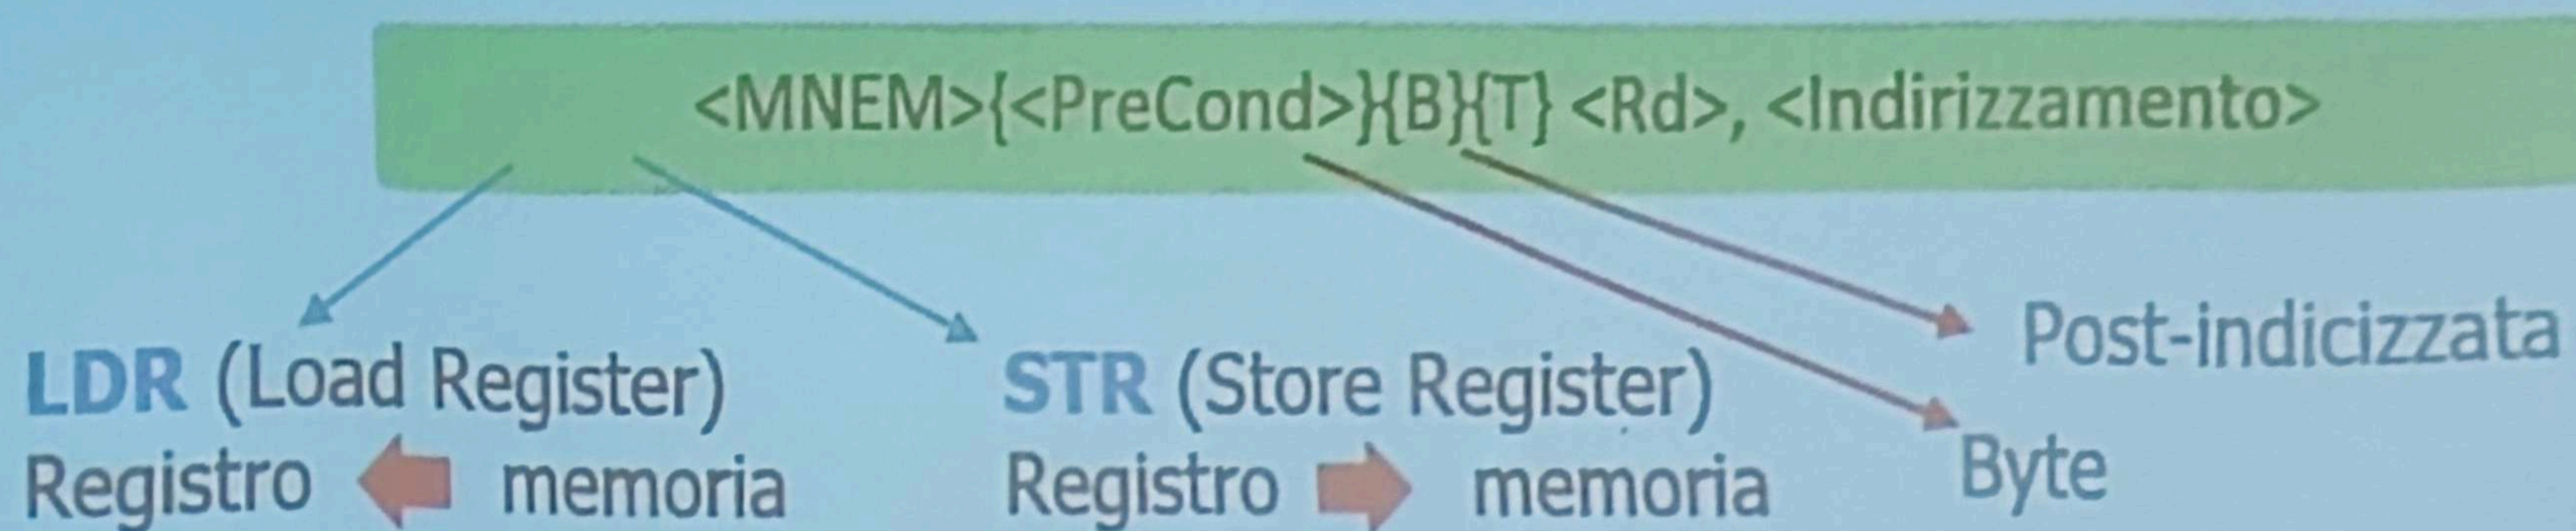 <MNEM>{<PreCond>}{B}{T} <Rd>, <Indirizzamento>
LDR (Load Register)
Registro memoria
STR (Store Register)
Registro memoria
Post-indicizzata
Byte